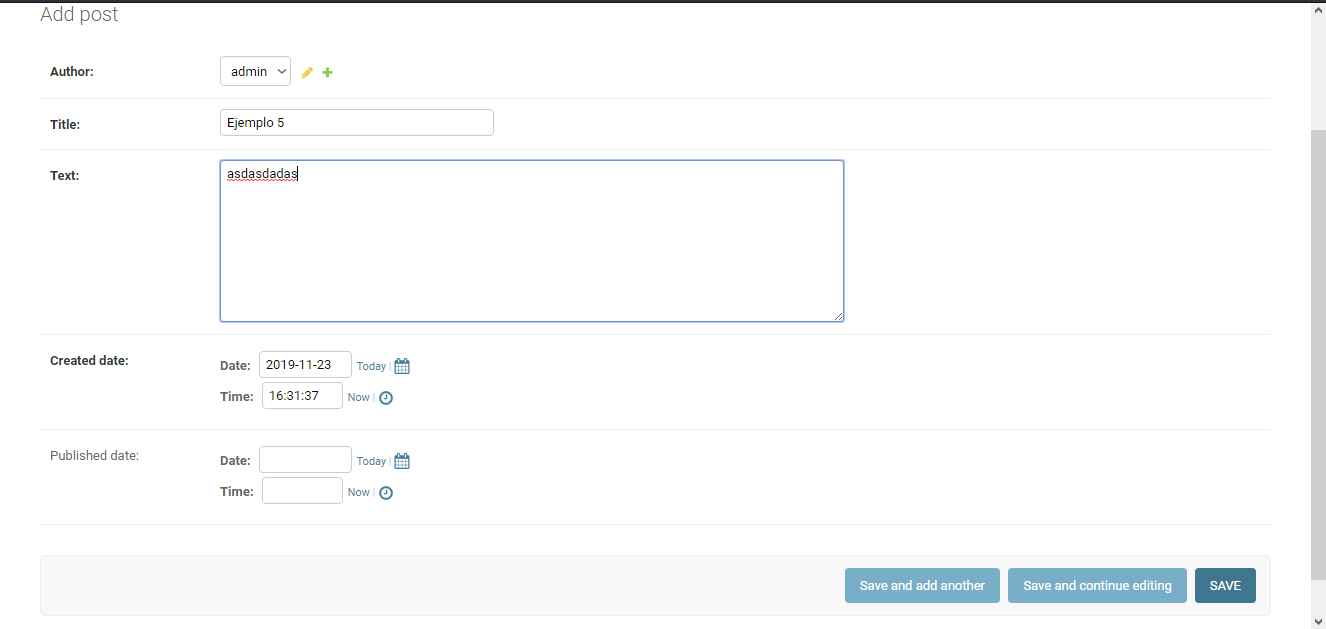 Add post
Author: admin
Title: Ejemplo 5
Text: asdasdadas
Created date: Date: 2019-11-23 Today |
Time: 16:31:37 Now |
Published date: Date: Today |
Time: Now |
Save and add another Save and continue editing SAVE